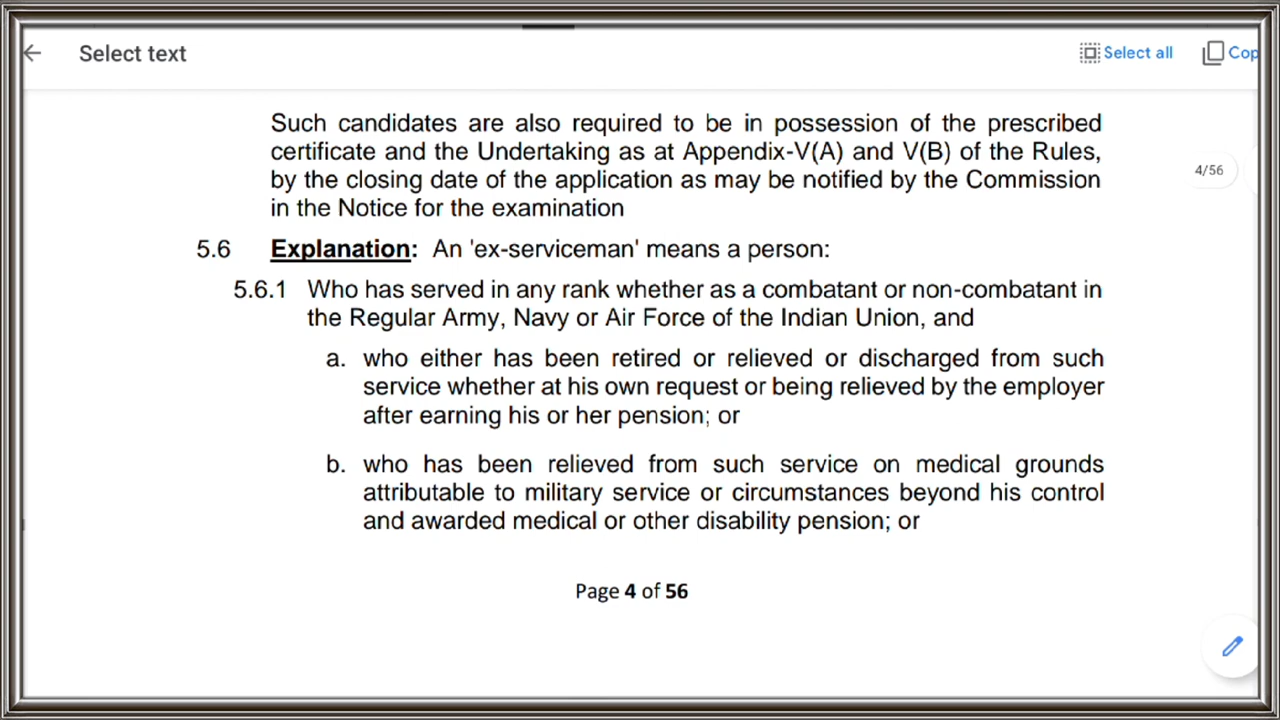 Select text
Select all
Cop
Such candidates are also required to be in possession of the prescribed
certificate and the Undertaking as at Appendix-V(A) and V(B) of the Rules,
4/56
by the closing date of the application as may be notified by the Commission
in the Notice for the examination
5.6 Explanation: An 'ex-serviceman' means a person:
5.6.1 Who has served in any rank whether as a combatant or non-combatant in
the Regular Army, Navy or Air Force of the Indian Union, and
a. who either has been retired or relieved or discharged from such
service whether at his own request or being relieved by the employer
after earning his or her pension; or
b. who has been relieved from such service on medical grounds
attributable to military service or circumstances beyond his control
and awarded medical or other disability pension; or
Page 4 of 56